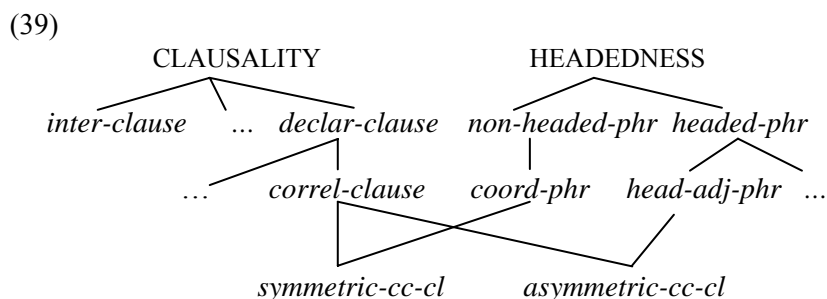 (39)
CLAUSALITY HEADEDNESS
inter-clause ... declar-clause non-headed-phr headed-phr
... correl-clause coord-phr head-adj-phr ...
symmetric-cc-cl asymmetric-cc-cl